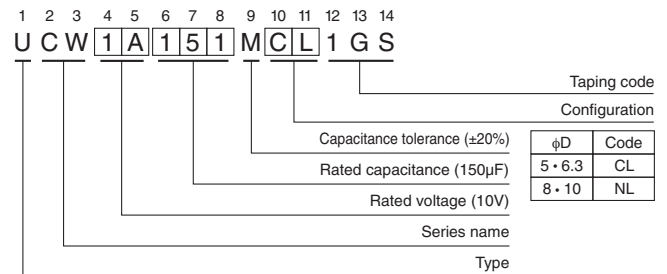 1 2 3 4 5 6 7 8 9 10 11 12 13 14
U C W 1 A 1 5 1 M C L 1 G S
Taping code
Configuration
Capacitance tolerance (±20%)
Rated capacitance (150µF)
Rated voltage (10V)
Series name
Type
ϕD Code
5 • 6.3 CL
8 • 10 NL